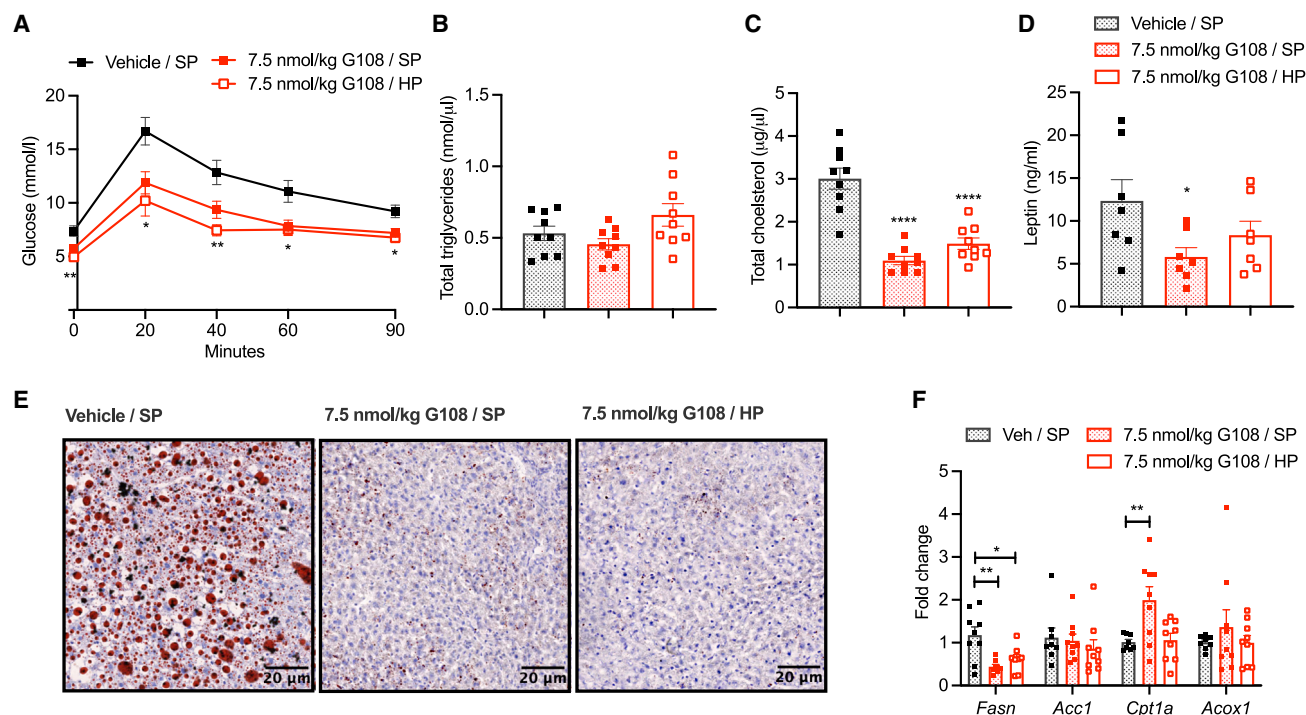 A
Vehicle / SP
7.5 nmol/kg G108 / SP
7.5 nmol/kg G108 / HP
Glucose (mmol/l)
20
15
10
5
**
*
**
*
*
0
20
40
60
90
Minutes
B
Total triglycerides (nmol/µl)
1.5
1.0
0.5
0.0
C
Total choelsterol (µg/µl)
5
4
3
2
1
0
****
****
D
Vehicle / SP
7.5 nmol/kg G108 / SP
7.5 nmol/kg G108 / HP
Leptin (ng/ml)
25
20
15
10
5
0
*
E
Vehicle / SP
7.5 nmol/kg G108 / SP
7.5 nmol/kg G108 / HP
20 µm
20 µm
20 µm
F
Veh / SP
7.5 nmol/kg G108 / SP
7.5 nmol/kg G108 / HP
Fold change
5
4
3
2
1
0
*
**
**
Fasn
Acc1
Cpt1a
Acox1